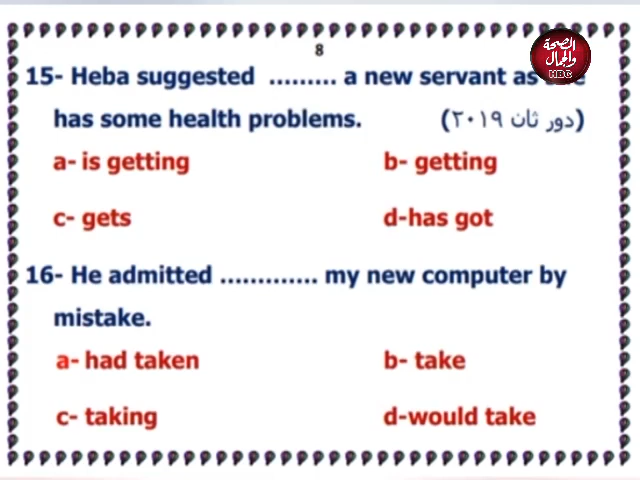 8
الصحة
والجمال
HBC
15- Heba suggested ......... a new servant as
has some health problems. (دور ثان ٢٠١٩)
a- is getting b- getting
c- gets d-has got
16- He admitted ............. my new computer by
mistake.
a- had taken b- take
c- taking d-would take